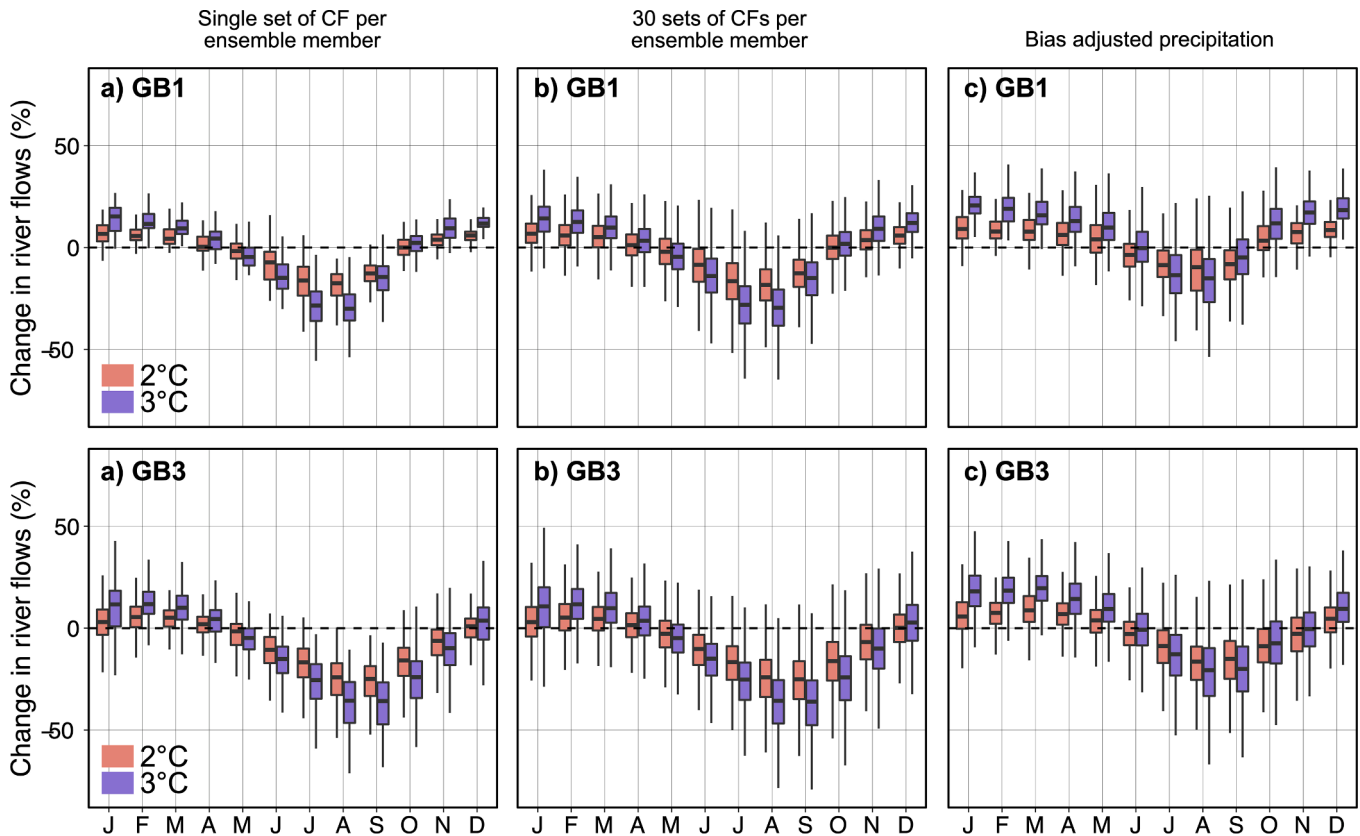 Single set of CF per
ensemble member
30 sets of CFs per
ensemble member
Bias adjusted precipitation
a) GB1
b) GB1
c) GB1
Change in river flows (%)
50
0
−50
2°C
3°C
a) GB3
b) GB3
c) GB3
Change in river flows (%)
50
0
−50
2°C
3°C
J F M A M J J A S O N D
J F M A M J J A S O N D
J F M A M J J A S O N D